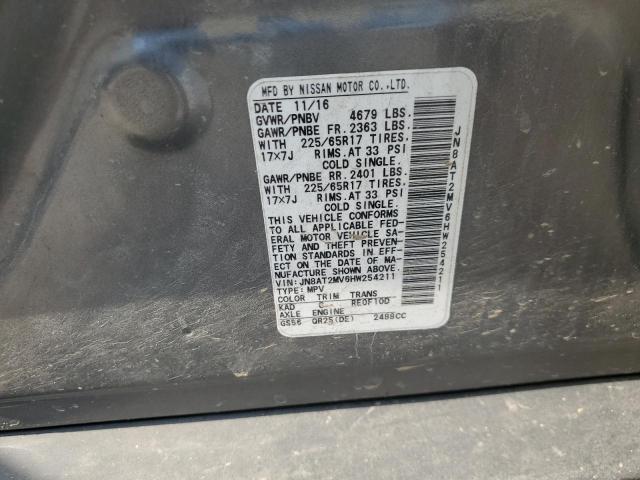 MFD BY NISSAN MOTOR CO.,LTD.
DATE 11/16
GVWR/PNBV 4679 LBS.
GAWR/PNBE FR. 2363 LBS.
WITH 225/65R17 TIRES.
17×7J RIMS. AT 33 PSI
COLD SINGLE.
GAWR/PNBE RR. 2401 LBS.
WITH 225/65R17 TIRES.
17×7J RIMS. AT 33 PSI
COLD SINGLE.
THIS VEHICLE CONFORMS
TO ALL APPLICABLE FED-
ERAL MOTOR VEHICLE SA-
FETY AND THEFT PREVEN-
TION STANDARDS IN EFF-
ECT ON THE DATE OF MA-
NUFACTURE SHOWN ABOVE.
VIN: JN8AT2MV6HW254211
TYPE: MPV
COLOR TRIM TRANS
KAD C RE0F10D
AXLE ENGINE
GS56 QR25(DE) 2488CC
JN8AT2MV6HW254211